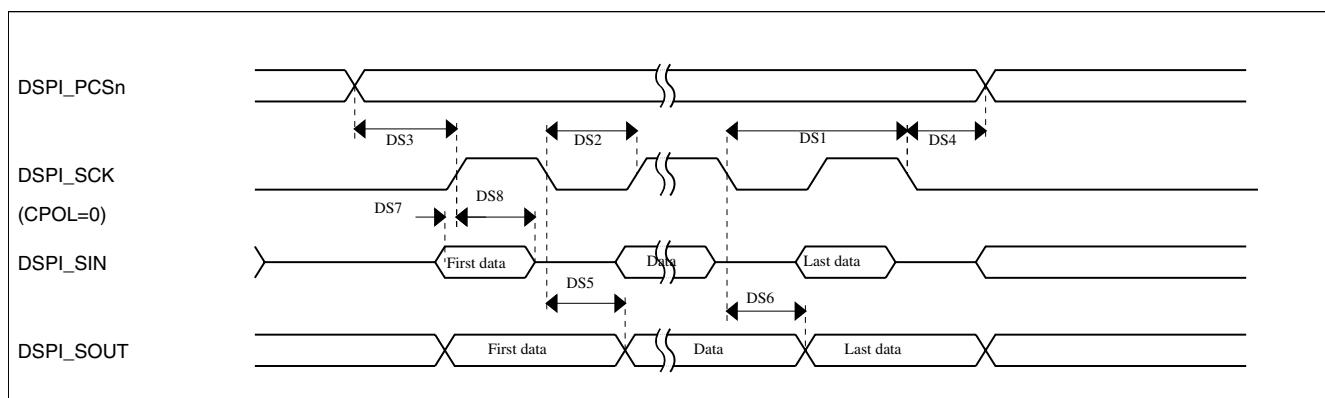 DSPI_PCSn
DS3
DS2
DS1
DS4
DSPI_SCK
(CPOL=0)
DS7
DS8
DSPI_SIN
First data
Data
Last data
DS5
DS6
DSPI_SOUT
First data
Data
Last data